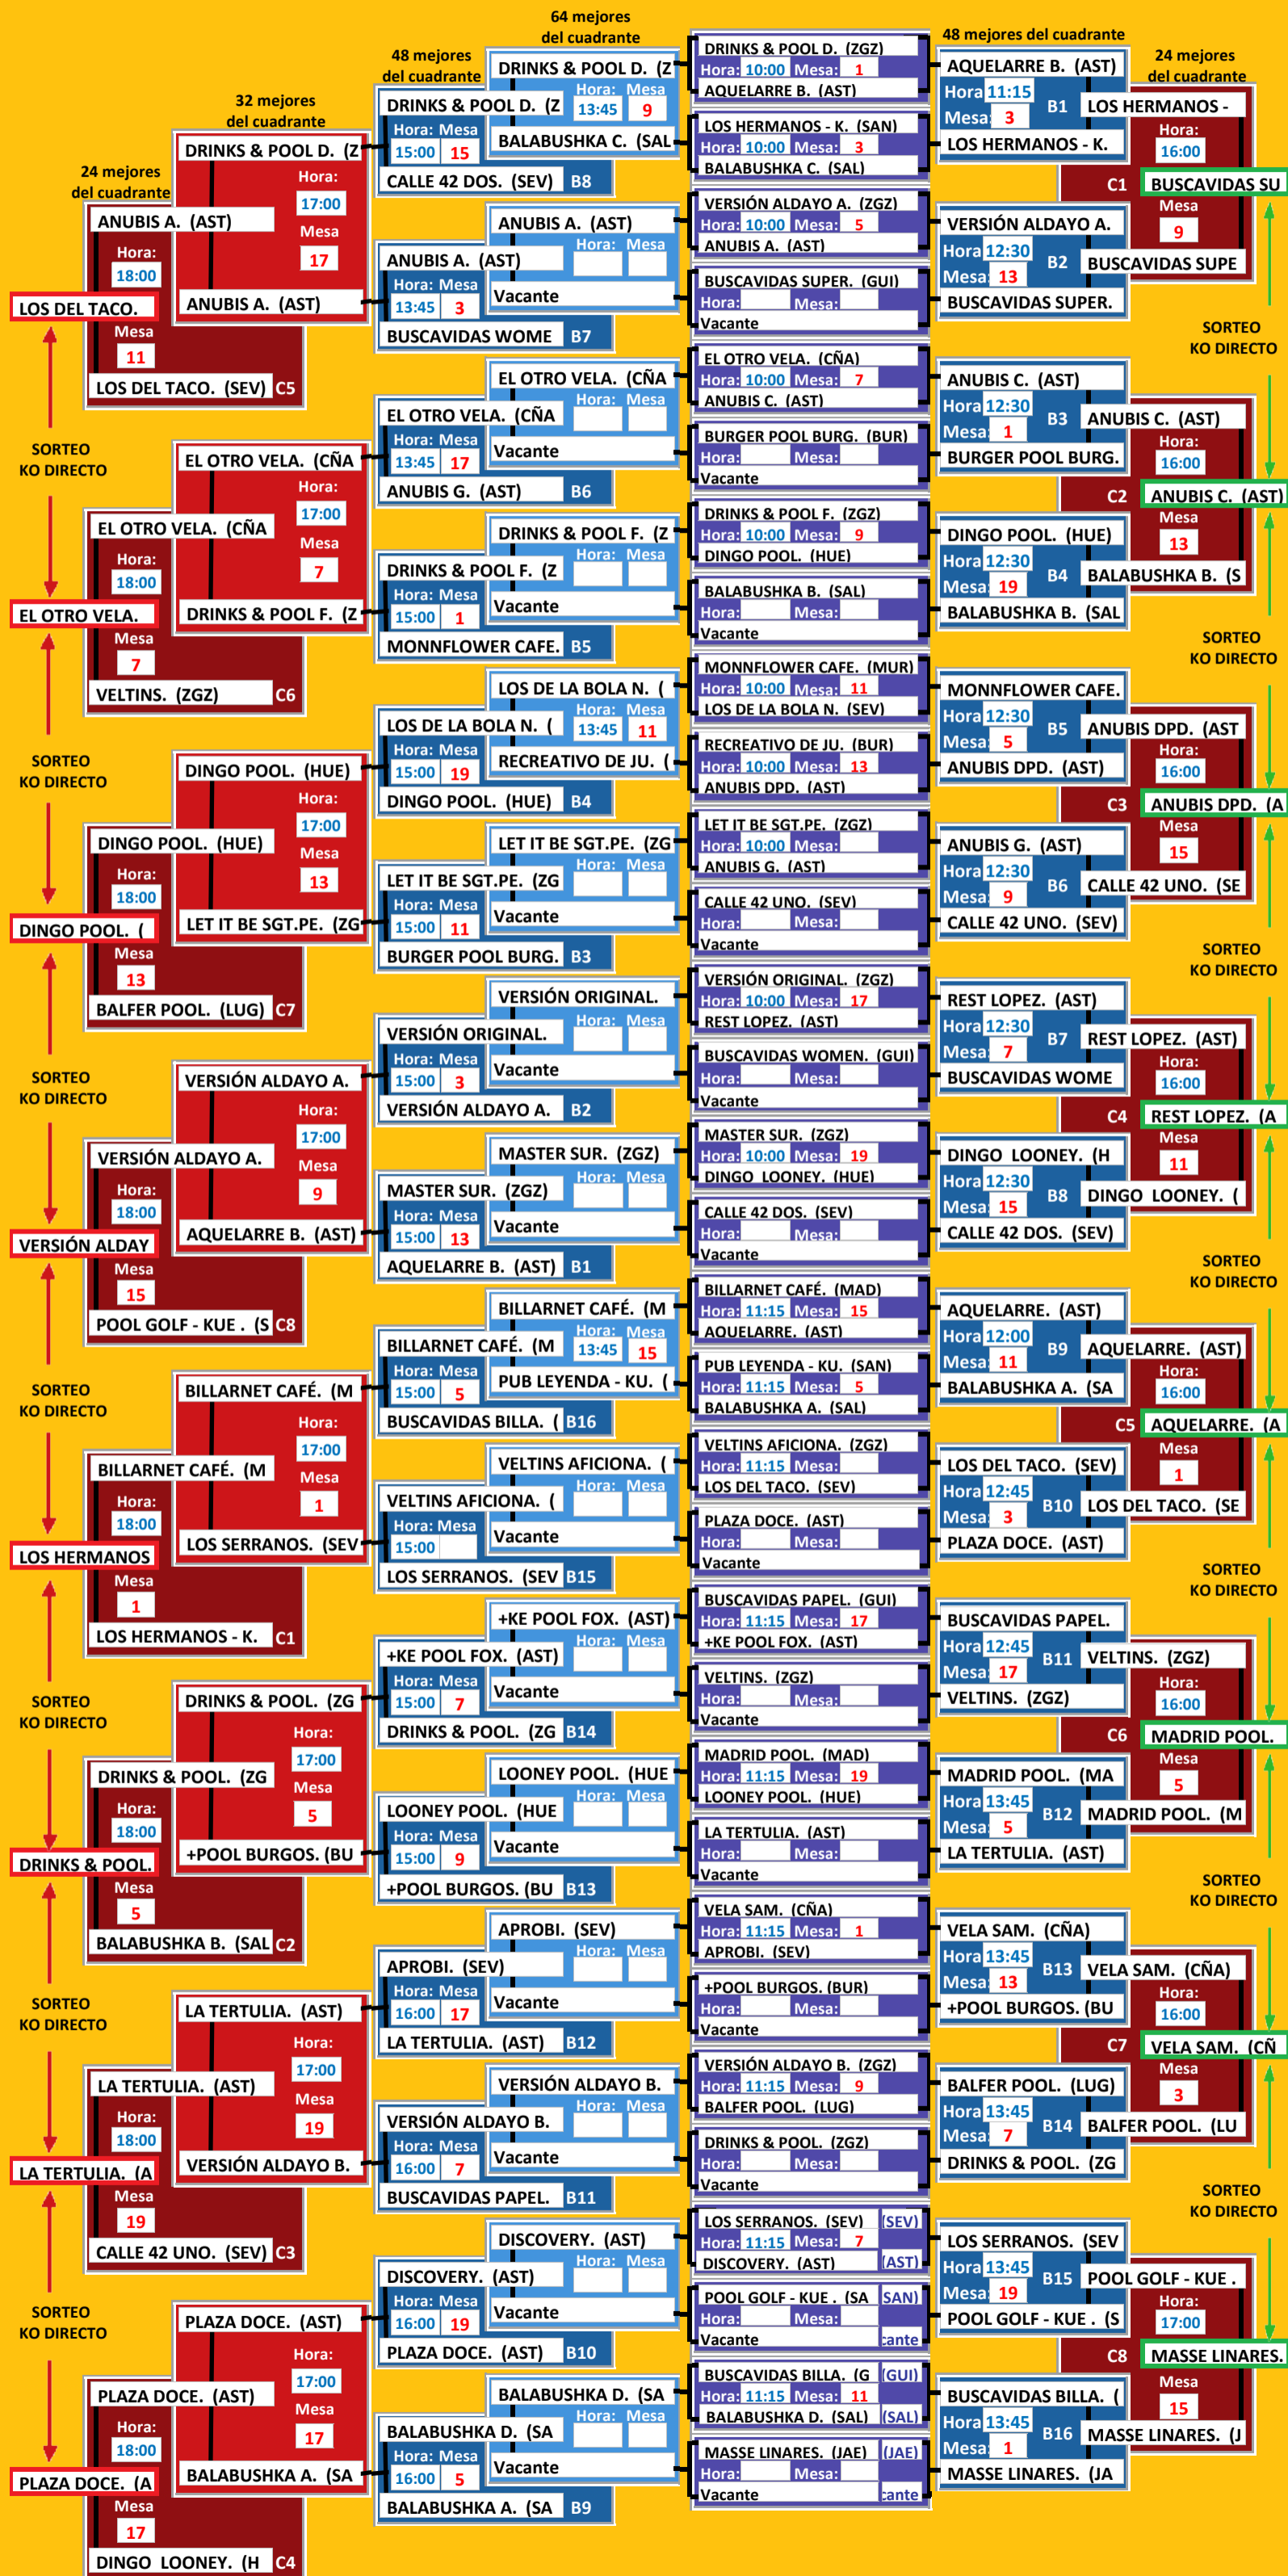 24 mejores
del cuadrante
ANUBIS A. (AST)
Hora:
18:00
LOS DEL TACO.
Mesa
11
LOS DEL TACO. (SEV) C5
SORTEO
KO DIRECTO
EL OTRO VELA. (CÑA
Hora:
18:00
EL OTRO VELA.
Mesa
7
VELTINS. (ZGZ) C6
SORTEO
KO DIRECTO
DINGO POOL. (HUE)
Hora:
18:00
DINGO POOL. (
Mesa
13
BALFER POOL. (LUG) C7
SORTEO
KO DIRECTO
VERSIÓN ALDAYO A.
Hora:
18:00
VERSIÓN ALDAY
Mesa
15
POOL GOLF - KUE . (S C8
SORTEO
KO DIRECTO
BILLARNET CAFÉ. (M
Hora:
18:00
LOS HERMANOS
Mesa
1
LOS HERMANOS - K. C1
SORTEO
KO DIRECTO
DRINKS & POOL. (ZG
Hora:
18:00
DRINKS & POOL.
Mesa
5
BALABUSHKA B. (SAL C2
SORTEO
KO DIRECTO
LA TERTULIA. (AST)
Hora:
18:00
LA TERTULIA. (A
Mesa
19
CALLE 42 UNO. (SEV) C3
SORTEO
KO DIRECTO
PLAZA DOCE. (AST)
Hora:
18:00
PLAZA DOCE. (A
Mesa
17
DINGO LOONEY. (H C4
32 mejores
del cuadrante
DRINKS & POOL D. (Z
Hora:
17:00
Mesa
17
ANUBIS A. (AST)
EL OTRO VELA. (CÑA
Hora:
17:00
Mesa
7
DRINKS & POOL F. (Z
DINGO POOL. (HUE)
Hora:
17:00
Mesa
13
LET IT BE SGT.PE. (ZG
VERSIÓN ALDAYO A.
Hora:
17:00
Mesa
9
AQUELARRE B. (AST)
BILLARNET CAFÉ. (M
Hora:
17:00
Mesa
1
LOS SERRANOS. (SEV
DRINKS & POOL. (ZG
Hora:
17:00
Mesa
5
+POOL BURGOS. (BU
LA TERTULIA. (AST)
Hora:
17:00
Mesa
19
VERSIÓN ALDAYO B.
PLAZA DOCE. (AST)
Hora:
17:00
Mesa
17
BALABUSHKA A. (SA
48 mejores
del cuadrante
DRINKS & POOL D. (Z
Hora: Mesa
15:00 15
CALLE 42 DOS. (SEV) B8
ANUBIS A. (AST)
Hora: Mesa
13:45 3
BUSCAVIDAS WOME B7
EL OTRO VELA. (CÑA
Hora: Mesa
13:45 17
ANUBIS G. (AST) B6
DRINKS & POOL F. (Z
Hora: Mesa
15:00 1
MONNFLOWER CAFE. B5
LOS DE LA BOLA N. (
Hora: Mesa
15:00 19
DINGO POOL. (HUE) B4
LET IT BE SGT.PE. (ZG
Hora: Mesa
15:00 11
BURGER POOL BURG. B3
VERSIÓN ORIGINAL.
Hora: Mesa
15:00 3
VERSIÓN ALDAYO A. B2
MASTER SUR. (ZGZ)
Hora: Mesa
15:00 13
AQUELARRE B. (AST) B1
BILLARNET CAFÉ. (M
Hora: Mesa
15:00 5
BUSCAVIDAS BILLA. ( B16
VELTINS AFICIONA. (
Hora: Mesa
15:00
LOS SERRANOS. (SEV B15
+KE POOL FOX. (AST)
Hora: Mesa
15:00 7
DRINKS & POOL. (ZG B14
LOONEY POOL. (HUE
Hora: Mesa
15:00 9
+POOL BURGOS. (BU B13
APROBI. (SEV)
Hora: Mesa
16:00 17
LA TERTULIA. (AST) B12
VERSIÓN ALDAYO B.
Hora: Mesa
16:00 7
BUSCAVIDAS PAPEL. B11
DISCOVERY. (AST)
Hora: Mesa
16:00 19
PLAZA DOCE. (AST) B10
BALABUSHKA D. (SA
Hora: Mesa
16:00 5
BALABUSHKA A. (SA B9
64 mejores
del cuadrante
DRINKS & POOL D. (Z
Hora: Mesa
13:45 9
BALABUSHKA C. (SAL
ANUBIS A. (AST)
Hora: Mesa
Vacante
EL OTRO VELA. (CÑA
Hora: Mesa
Vacante
DRINKS & POOL F. (Z
Hora: Mesa
Vacante
LOS DE LA BOLA N. (
Hora: Mesa
13:45 11
RECREATIVO DE JU. (
LET IT BE SGT.PE. (ZG
Hora: Mesa
Vacante
VERSIÓN ORIGINAL.
Hora: Mesa
Vacante
MASTER SUR. (ZGZ)
Hora: Mesa
Vacante
BILLARNET CAFÉ. (M
Hora: Mesa
13:45 15
PUB LEYENDA - KU. (
VELTINS AFICIONA. (
Hora: Mesa
Vacante
+KE POOL FOX. (AST)
Hora: Mesa
Vacante
LOONEY POOL. (HUE
Hora: Mesa
Vacante
APROBI. (SEV)
Hora: Mesa
Vacante
VERSIÓN ALDAYO B.
Hora: Mesa
Vacante
DISCOVERY. (AST)
Hora: Mesa
Vacante
BALABUSHKA D. (SA
Hora: Mesa
Vacante
DRINKS & POOL D. (ZGZ)
Hora: 10:00 Mesa: 1
AQUELARRE B. (AST)
LOS HERMANOS - K. (SAN)
Hora: 10:00 Mesa: 3
BALABUSHKA C. (SAL)
VERSIÓN ALDAYO A. (ZGZ)
Hora: 10:00 Mesa: 5
ANUBIS A. (AST)
BUSCAVIDAS SUPER. (GUI)
Hora: Mesa:
Vacante
EL OTRO VELA. (CÑA)
Hora: 10:00 Mesa: 7
ANUBIS C. (AST)
BURGER POOL BURG. (BUR)
Hora: Mesa:
Vacante
DRINKS & POOL F. (ZGZ)
Hora: 10:00 Mesa: 9
DINGO POOL. (HUE)
BALABUSHKA B. (SAL)
Hora: Mesa:
Vacante
MONNFLOWER CAFE. (MUR)
Hora: 10:00 Mesa: 11
LOS DE LA BOLA N. (SEV)
RECREATIVO DE JU. (BUR)
Hora: 10:00 Mesa: 13
ANUBIS DPD. (AST)
LET IT BE SGT.PE. (ZGZ)
Hora: 10:00 Mesa:
ANUBIS G. (AST)
CALLE 42 UNO. (SEV)
Hora: Mesa:
Vacante
VERSIÓN ORIGINAL. (ZGZ)
Hora: 10:00 Mesa: 17
REST LOPEZ. (AST)
BUSCAVIDAS WOMEN. (GUI)
Hora: Mesa:
Vacante
MASTER SUR. (ZGZ)
Hora: 10:00 Mesa: 19
DINGO LOONEY. (HUE)
CALLE 42 DOS. (SEV)
Hora: Mesa:
Vacante
BILLARNET CAFÉ. (MAD)
Hora: 11:15 Mesa: 15
AQUELARRE. (AST)
PUB LEYENDA - KU. (SAN)
Hora: 11:15 Mesa: 5
BALABUSHKA A. (SAL)
VELTINS AFICIONA. (ZGZ)
Hora: 11:15 Mesa:
LOS DEL TACO. (SEV)
PLAZA DOCE. (AST)
Hora: Mesa:
Vacante
BUSCAVIDAS PAPEL. (GUI)
Hora: 11:15 Mesa: 17
+KE POOL FOX. (AST)
VELTINS. (ZGZ)
Hora: Mesa:
Vacante
MADRID POOL. (MAD)
Hora: 11:15 Mesa: 19
LOONEY POOL. (HUE)
LA TERTULIA. (AST)
Hora: Mesa:
Vacante
VELA SAM. (CÑA)
Hora: 11:15 Mesa: 1
APROBI. (SEV)
+POOL BURGOS. (BUR)
Hora: Mesa:
Vacante
VERSIÓN ALDAYO B. (ZGZ)
Hora: 11:15 Mesa: 9
BALFER POOL. (LUG)
DRINKS & POOL. (ZGZ)
Hora: Mesa:
Vacante
LOS SERRANOS. (SEV) (SEV)
Hora: 11:15 Mesa: 7
DISCOVERY. (AST) (AST)
POOL GOLF - KUE . (SA SAN)
Hora: Mesa:
Vacante cante
BUSCAVIDAS BILLA. (G (GUI)
Hora: 11:15 Mesa: 11
BALABUSHKA D. (SAL) (SAL)
MASSE LINARES. (JAE) (JAE)
Hora: Mesa:
Vacante cante
48 mejores del cuadrante
AQUELARRE B. (AST)
Hora 11:15 B1
Mesa: 3
LOS HERMANOS - K.
VERSIÓN ALDAYO A.
Hora 12:30 B2
Mesa: 13
BUSCAVIDAS SUPER.
ANUBIS C. (AST)
Hora 12:30 B3
Mesa: 1
BURGER POOL BURG.
DINGO POOL. (HUE)
Hora 12:30 B4
Mesa: 19
BALABUSHKA B. (SAL
MONNFLOWER CAFE.
Hora 12:30 B5
Mesa: 5
ANUBIS DPD. (AST)
ANUBIS G. (AST)
Hora 12:30 B6
Mesa: 9
CALLE 42 UNO. (SEV)
REST LOPEZ. (AST)
Hora 12:30 B7
Mesa: 7
BUSCAVIDAS WOME
DINGO LOONEY. (H
Hora 12:30 B8
Mesa: 15
CALLE 42 DOS. (SEV)
AQUELARRE. (AST)
Hora 12:00 B9
Mesa: 11
BALABUSHKA A. (SA
LOS DEL TACO. (SEV)
Hora 12:45 B10
Mesa: 3
PLAZA DOCE. (AST)
BUSCAVIDAS PAPEL.
Hora 12:45 B11
Mesa: 17
VELTINS. (ZGZ)
MADRID POOL. (MA
Hora 13:45 B12
Mesa: 5
LA TERTULIA. (AST)
VELA SAM. (CÑA)
Hora 13:45 B13
Mesa: 13
+POOL BURGOS. (BU
BALFER POOL. (LUG)
Hora 13:45 B14
Mesa: 7
DRINKS & POOL. (ZG
LOS SERRANOS. (SEV
Hora 13:45 B15
Mesa: 19
POOL GOLF - KUE . (S
BUSCAVIDAS BILLA. (
Hora 13:45 B16
Mesa: 1
MASSE LINARES. (JA
24 mejores
del cuadrante
LOS HERMANOS -
Hora:
16:00
C1 BUSCAVIDAS SU
Mesa
9
BUSCAVIDAS SUPE
SORTEO
KO DIRECTO
ANUBIS C. (AST)
Hora:
16:00
C2 ANUBIS C. (AST)
Mesa
13
BALABUSHKA B. (S
SORTEO
KO DIRECTO
ANUBIS DPD. (AST
Hora:
16:00
C3 ANUBIS DPD. (A
Mesa
15
CALLE 42 UNO. (SE
SORTEO
KO DIRECTO
REST LOPEZ. (AST)
Hora:
16:00
C4 REST LOPEZ. (A
Mesa
11
DINGO LOONEY. (
SORTEO
KO DIRECTO
AQUELARRE. (AST)
Hora:
16:00
C5 AQUELARRE. (A
Mesa
1
LOS DEL TACO. (SE
SORTEO
KO DIRECTO
VELTINS. (ZGZ)
Hora:
16:00
C6 MADRID POOL.
Mesa
5
MADRID POOL. (M
SORTEO
KO DIRECTO
VELA SAM. (CÑA)
Hora:
16:00
C7 VELA SAM. (CÑ
Mesa
3
BALFER POOL. (LU
SORTEO
KO DIRECTO
POOL GOLF - KUE .
Hora:
17:00
C8 MASSE LINARES.
Mesa
15
MASSE LINARES. (J